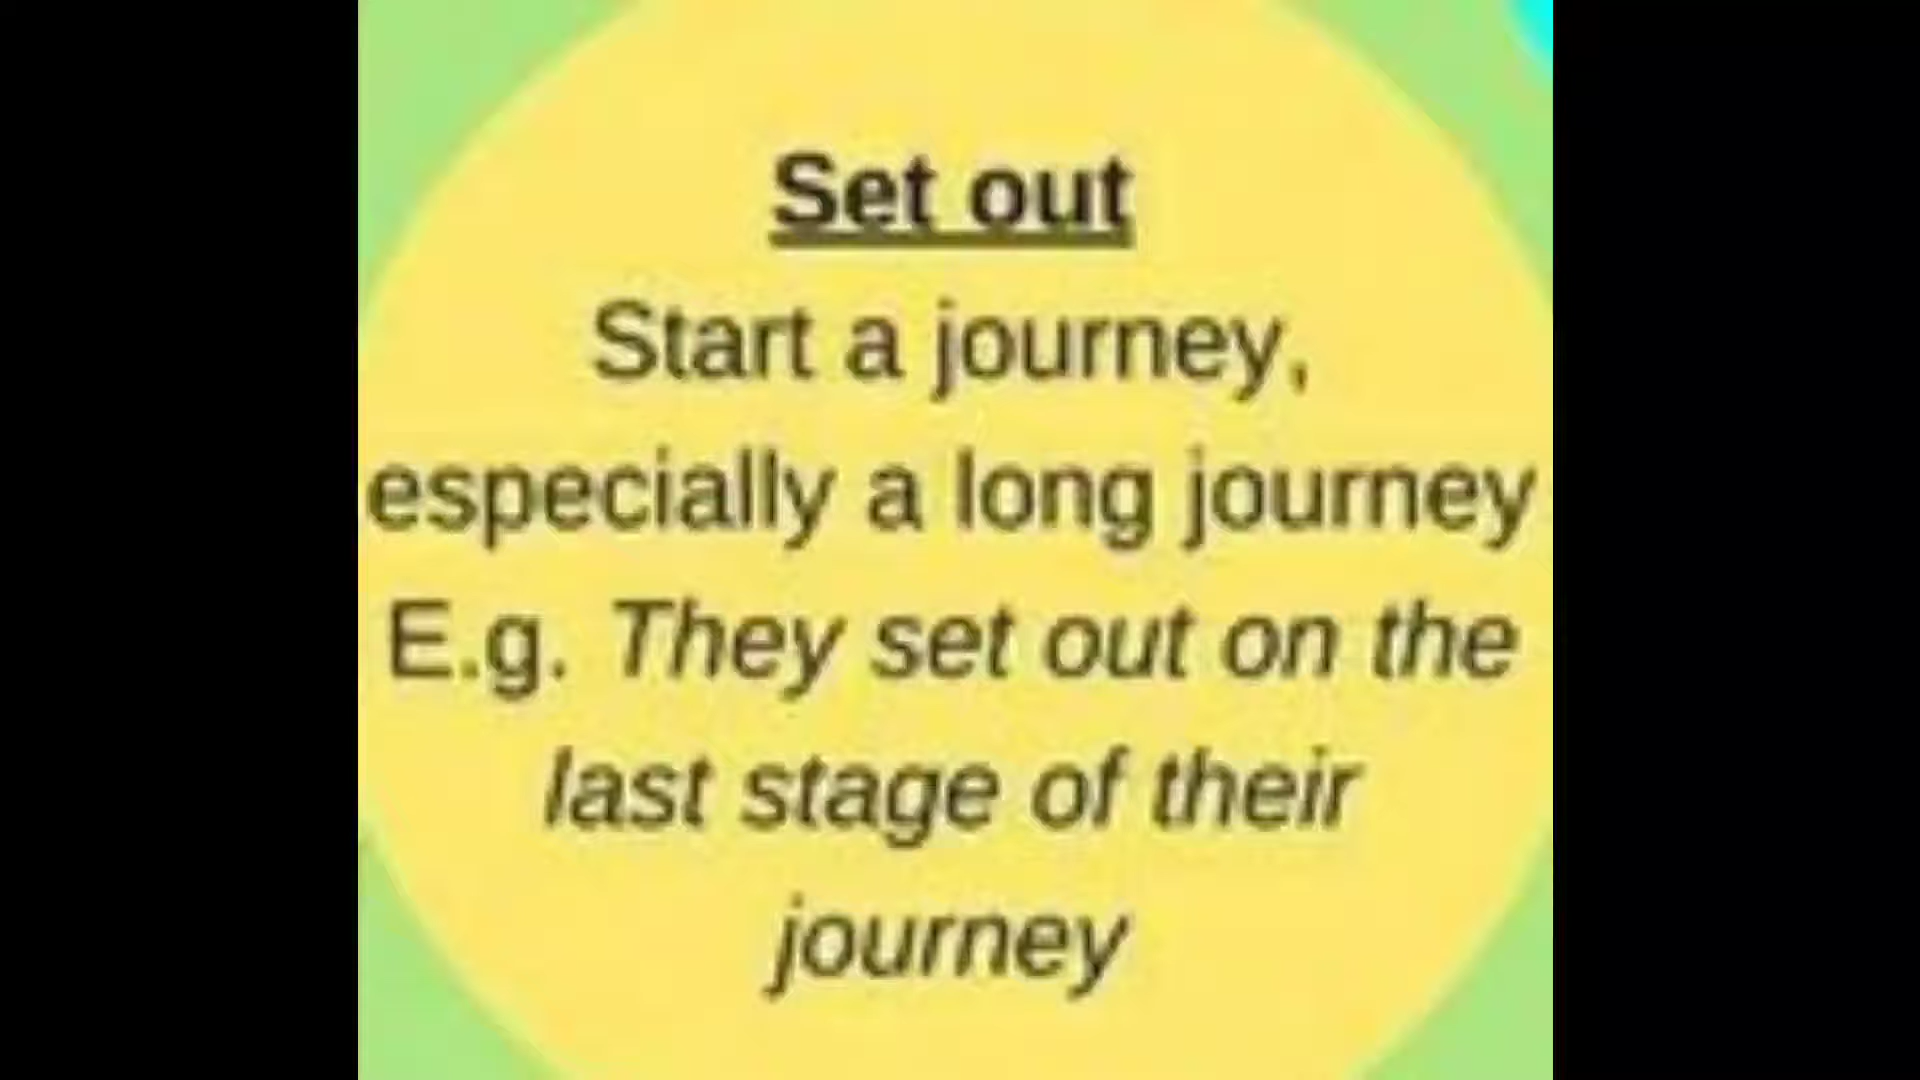 Set out
Start a journey,
especially a long journey
E.g. They set out on the
last stage of their
journey